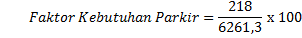 Faktor Kebutuhan Parkir = 218 / 6261,3 x 100